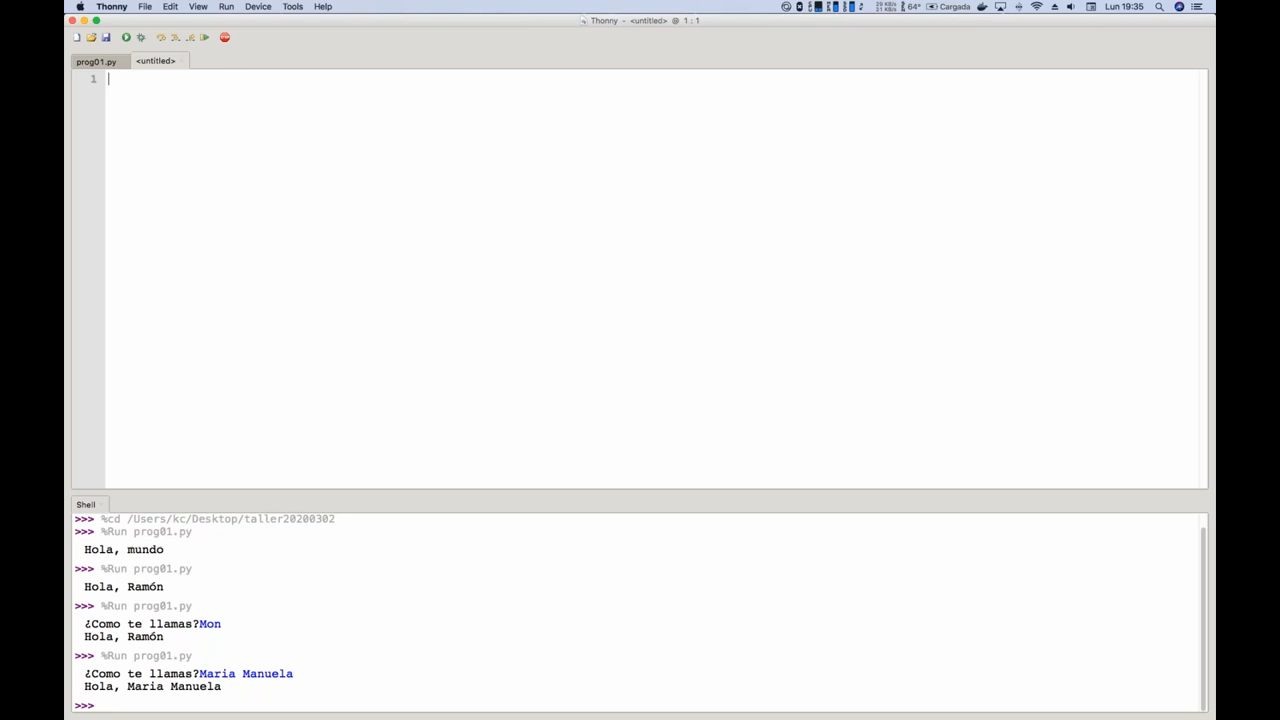 Thonny File Edit View Run Device Tools Help 64° Cargada Lun 19:35
Thonny - <untitled> @ 1 : 1
prog01.py <untitled>
1
Shell
>>> %cd /Users/kc/Desktop/taller20200302
>>> %Run prog01.py
Hola, mundo
>>> %Run prog01.py
Hola, Ramón
>>> %Run prog01.py
¿Como te llamas?Mon
Hola, Ramón
>>> %Run prog01.py
¿Como te llamas?Maria Manuela
Hola, Maria Manuela
>>>